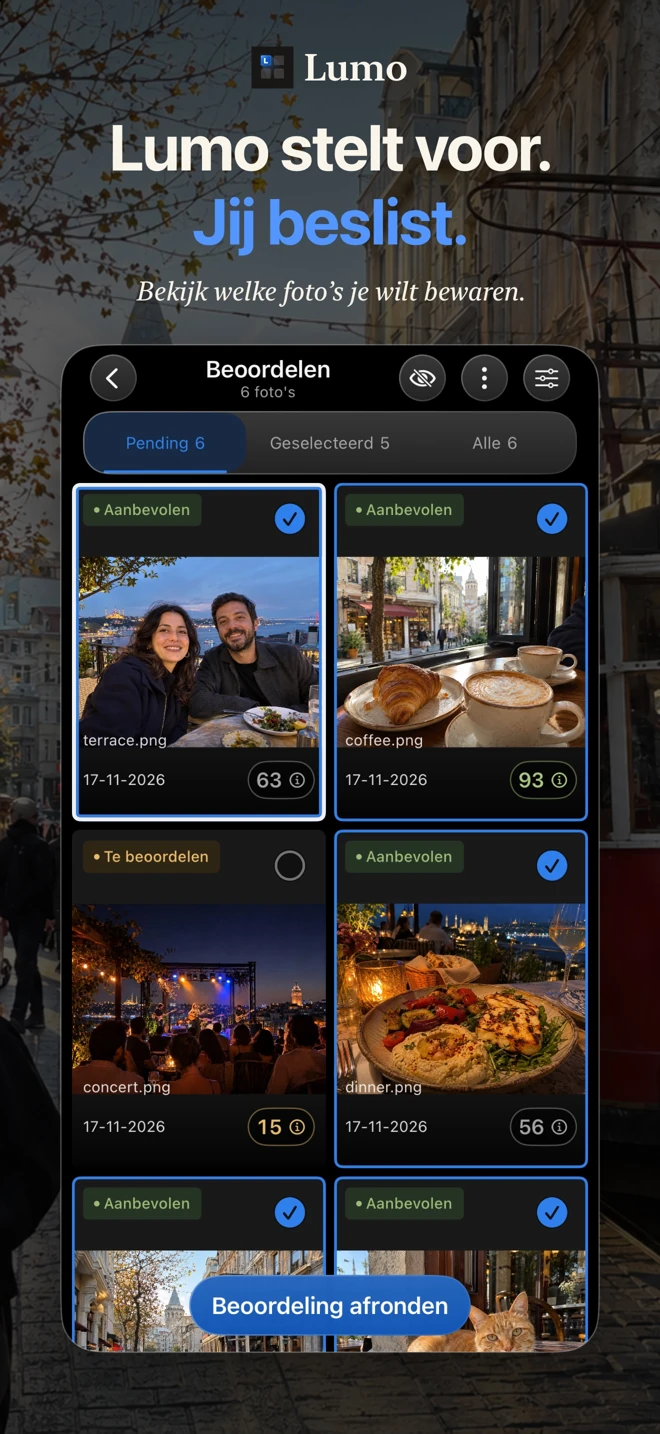 Lumo
Lumo stelt voor.
Jij beslist.
Bekijk welke foto’s je wilt bewaren.
Beoordelen
6 foto's
Pending 6
Geselecteerd 5
Alle 6
Aanbevolen
Aanbevolen
terrace.png
coffee.png
17-11-2026
63
17-11-2026
93
Te beoordelen
Aanbevolen
concert.png
dinner.png
17-11-2026
15
17-11-2026
56
Aanbevolen
Aanbevolen
Beoordeling afronden